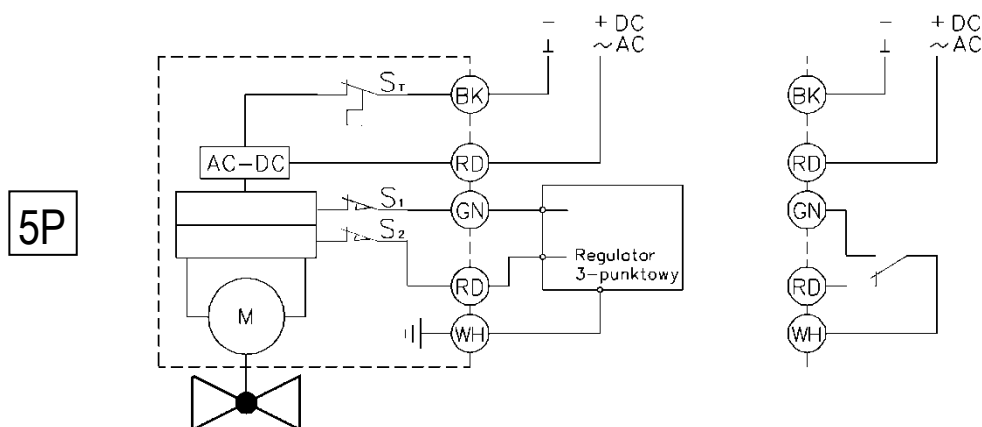 − + DC
⊥ ~ AC
S_T BK
AC-DC RD
S₁ GN
S₂
Regulator
3-punktowy
RD
M
WH
5P
− + DC
⊥ ~ AC
BK
RD
GN
RD
WH